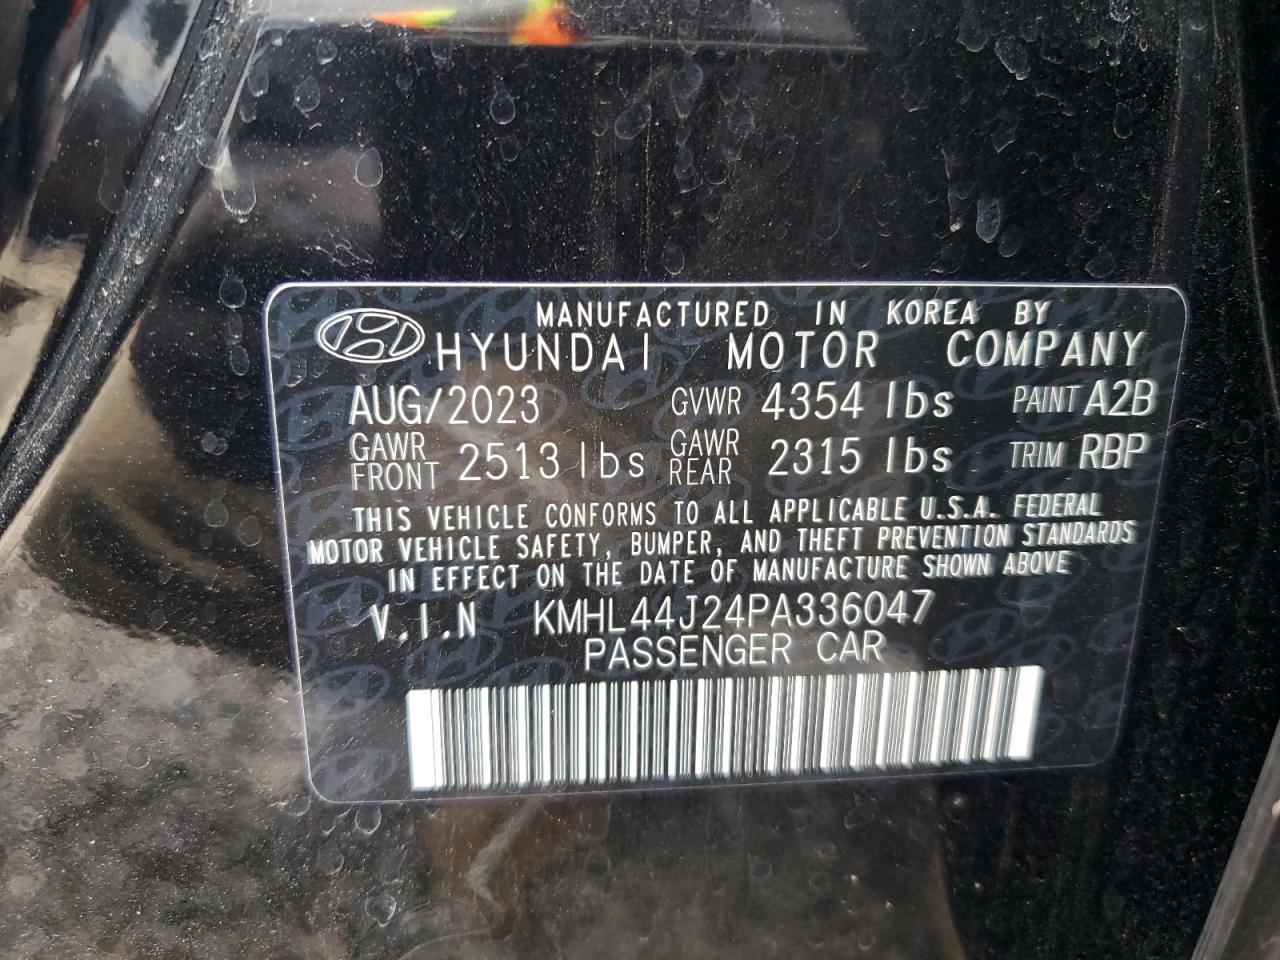 MANUFACTURED IN KOREA BY
HYUNDAI MOTOR COMPANY
AUG/2023 GVWR 4354 lbs PAINT A2B
GAWR FRONT 2513 lbs GAWR REAR 2315 lbs TRIM RBP
THIS VEHICLE CONFORMS TO ALL APPLICABLE U.S.A. FEDERAL
MOTOR VEHICLE SAFETY, BUMPER, AND THEFT PREVENTION STANDARDS
IN EFFECT ON THE DATE OF MANUFACTURE SHOWN ABOVE
V.I.N KMHL44J24PA336047
PASSENGER CAR